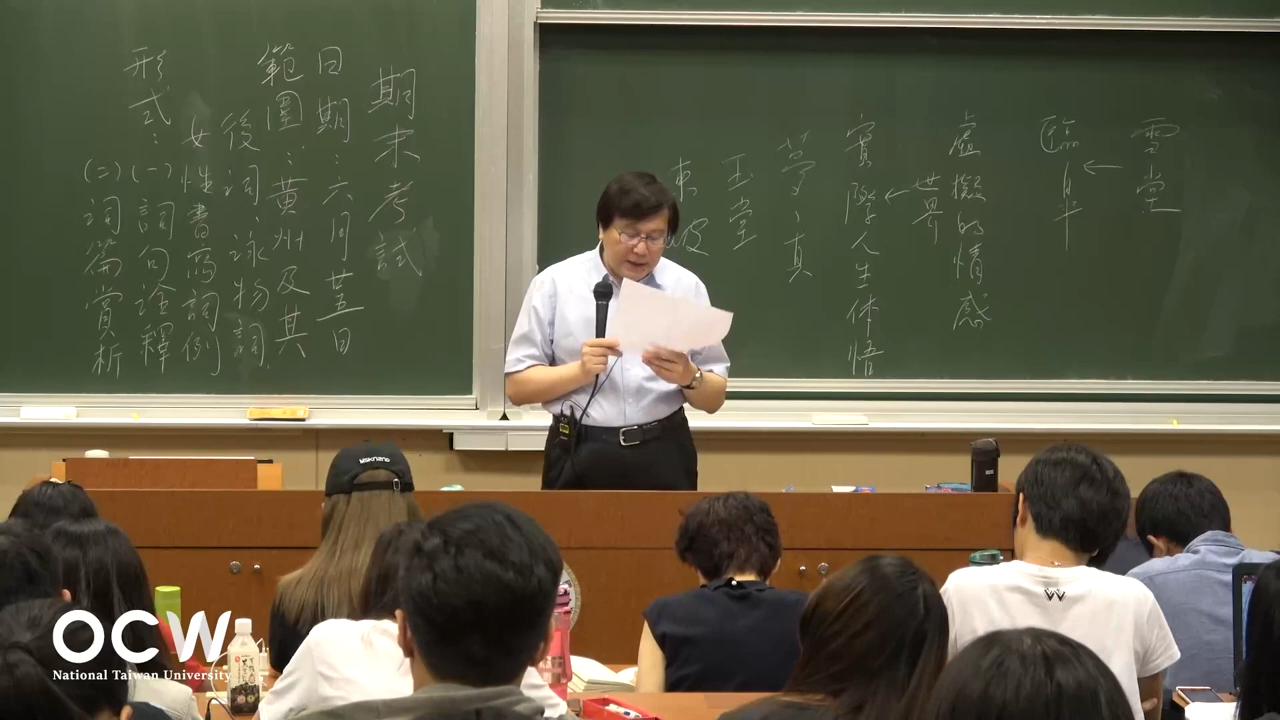 雪堂
臨皋
虛擬的情感
世界
實際人生体悟
夢、真
玉堂
東坡
期末考試
日期：六月廿五日
範圍：黃州及其
後詞、詠物詞、
女性書寫詞例
形式：
(一)詞句詮釋
(二)詞篇賞析
OCW
National Taiwan University